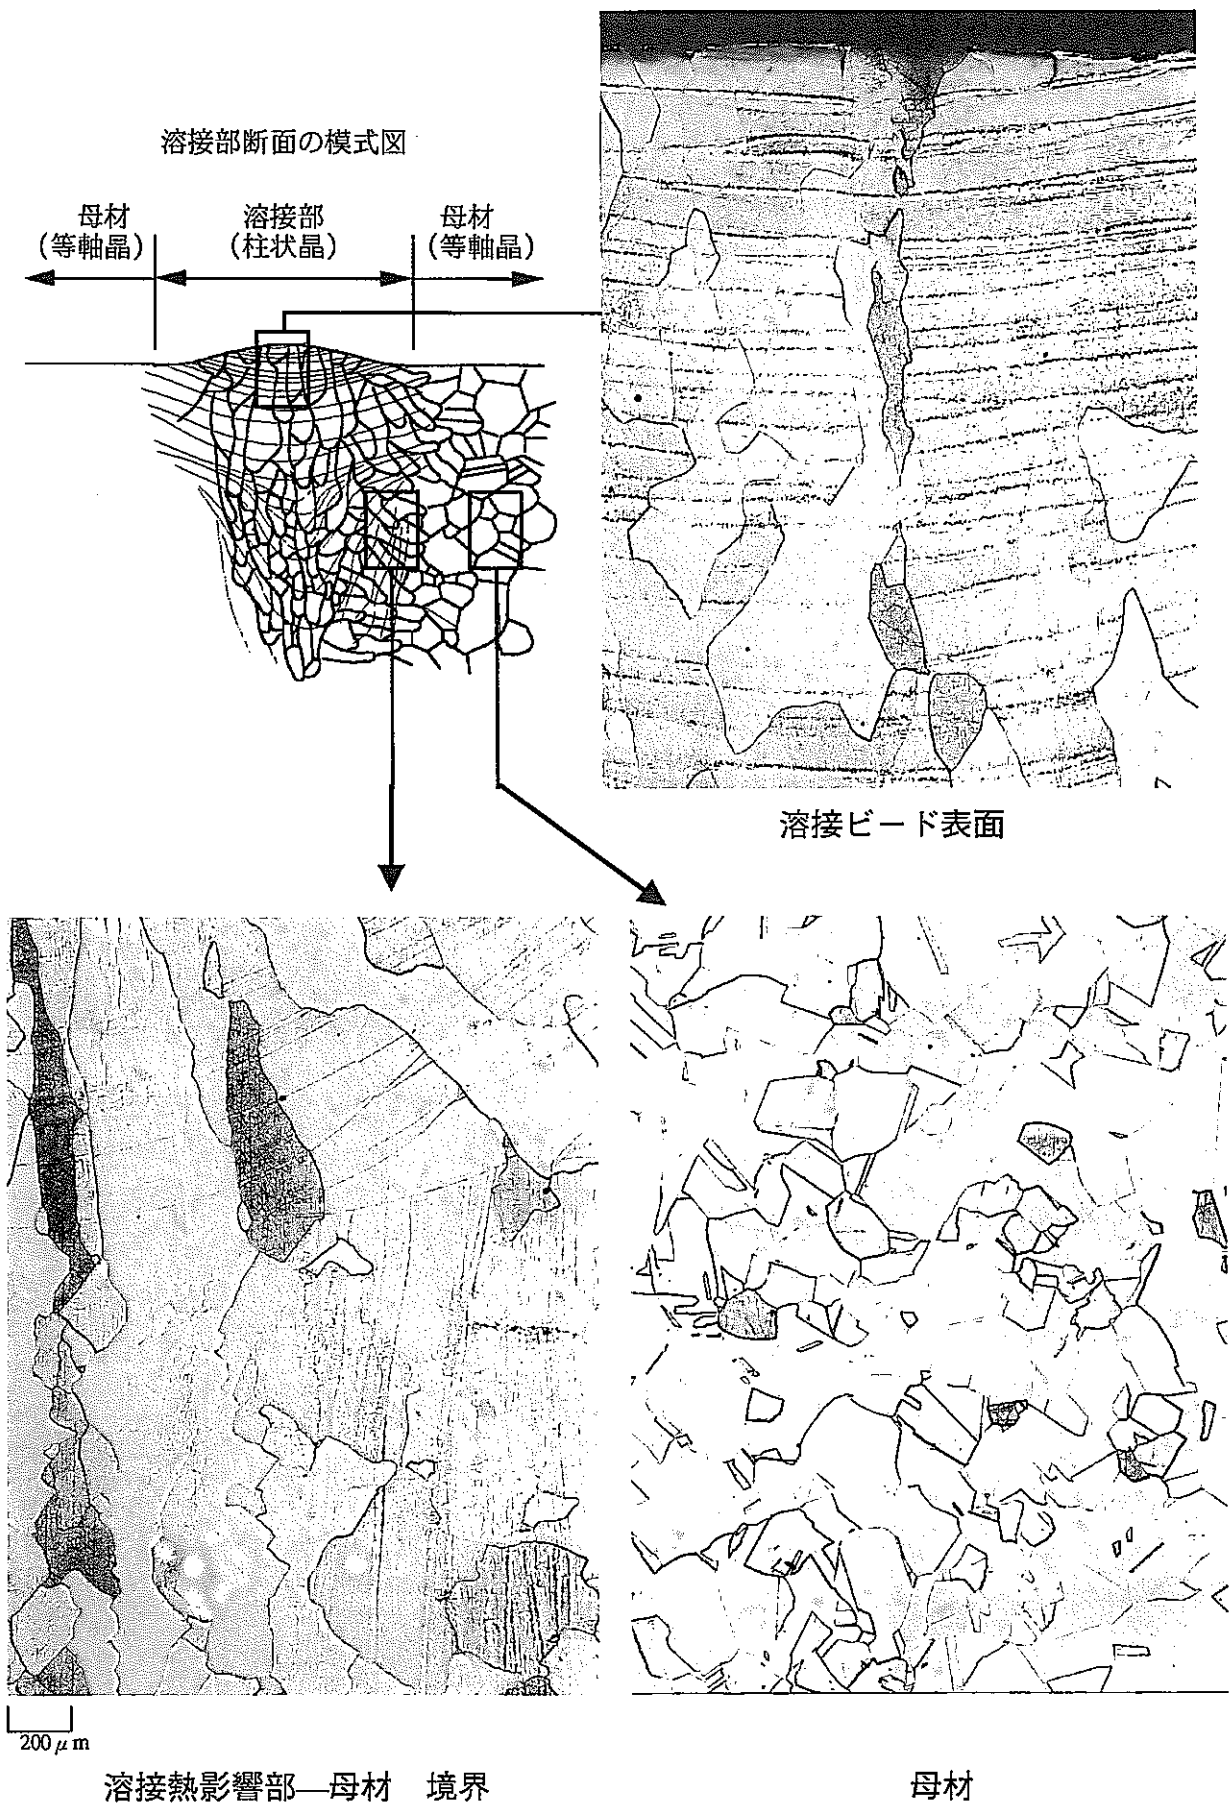 溶接部断面の模式図
母材
(等軸晶)
溶接部
(柱状晶)
母材
(等軸晶)
溶接ビード表面
200μm
溶接熱影響部―母材 境界
母材